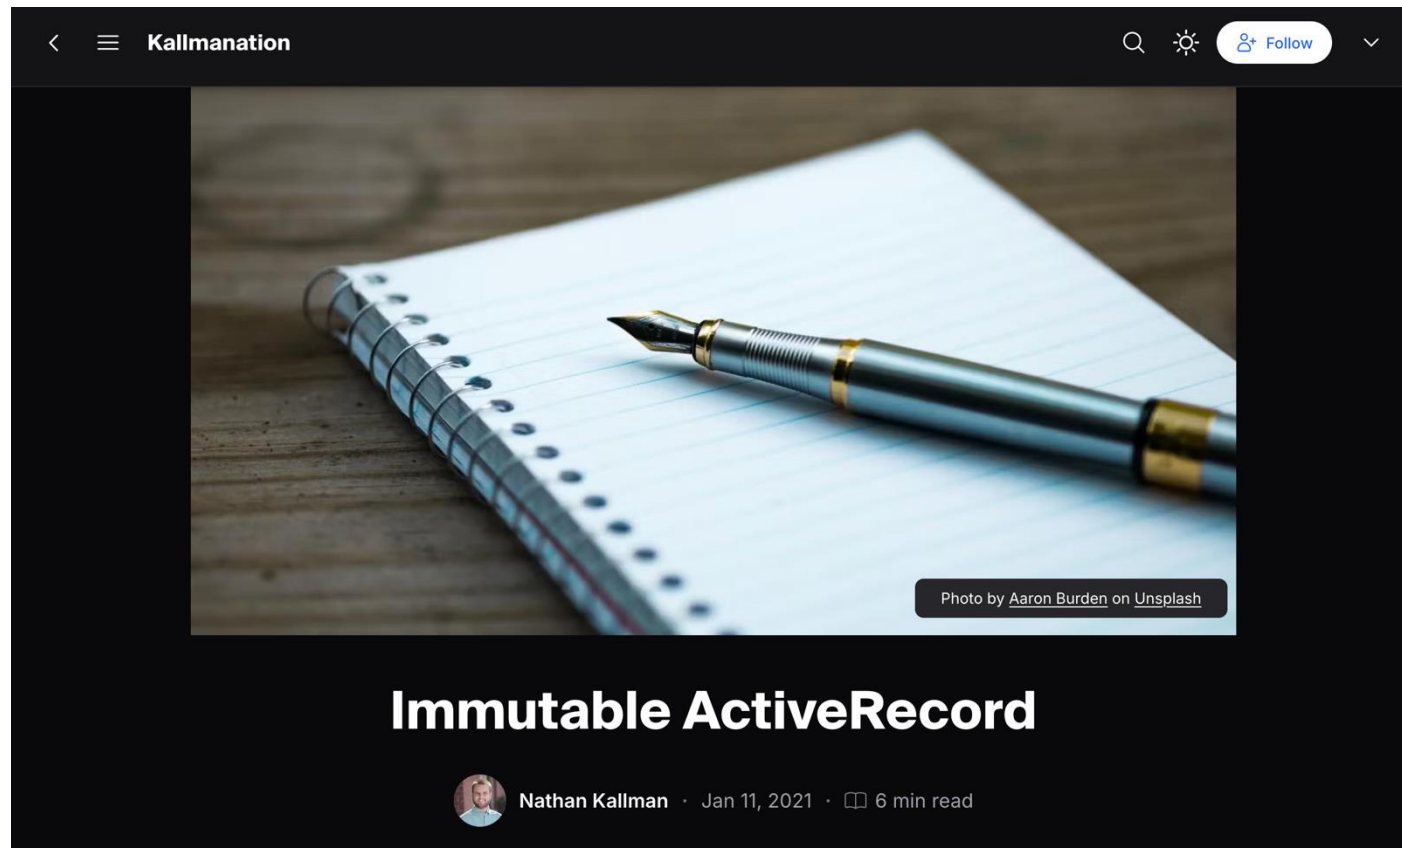 Kallmanation
Follow
Photo by Aaron Burden on Unsplash
Immutable ActiveRecord
Nathan Kallman · Jan 11, 2021 · 6 min read